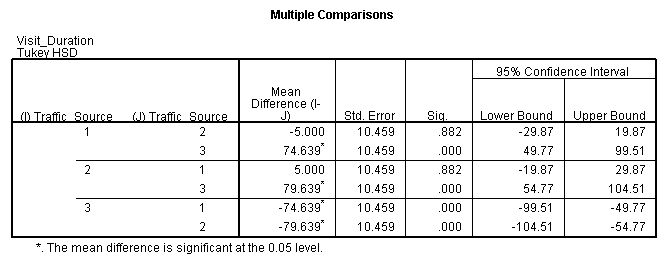 Multiple Comparisons
Visit_Duration
Tukey HSD
95% Confidence Interval
Mean
Difference (I-
(I) Traffic_Source (J) Traffic_Source J) Std. Error Sig. Lower Bound Upper Bound
1 2 -5.000 10.459 .882 -29.87 19.87
3 74.639* 10.459 .000 49.77 99.51
2 1 5.000 10.459 .882 -19.87 29.87
3 79.639* 10.459 .000 54.77 104.51
3 1 -74.639* 10.459 .000 -99.51 -49.77
2 -79.639* 10.459 .000 -104.51 -54.77
*. The mean difference is significant at the 0.05 level.